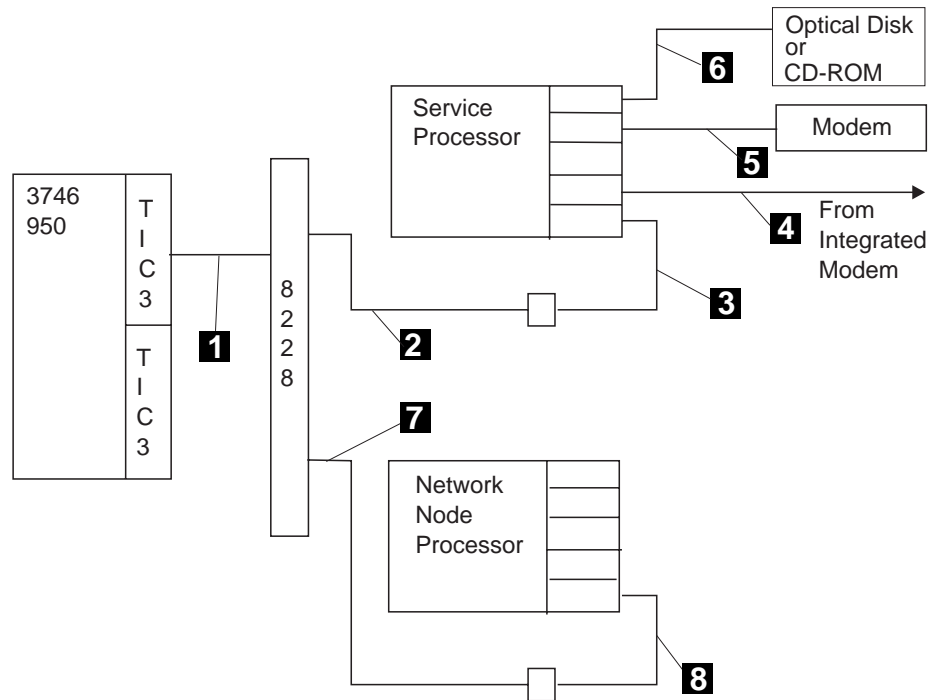 Optical Disk
or
CD-ROM
6
Service
Processor
Modem
5
3746
950
T
I
C
3
4
From
Integrated
Modem
8
2
2
8
3
1
2
T
I
C
3
7
Network
Node
Processor
8